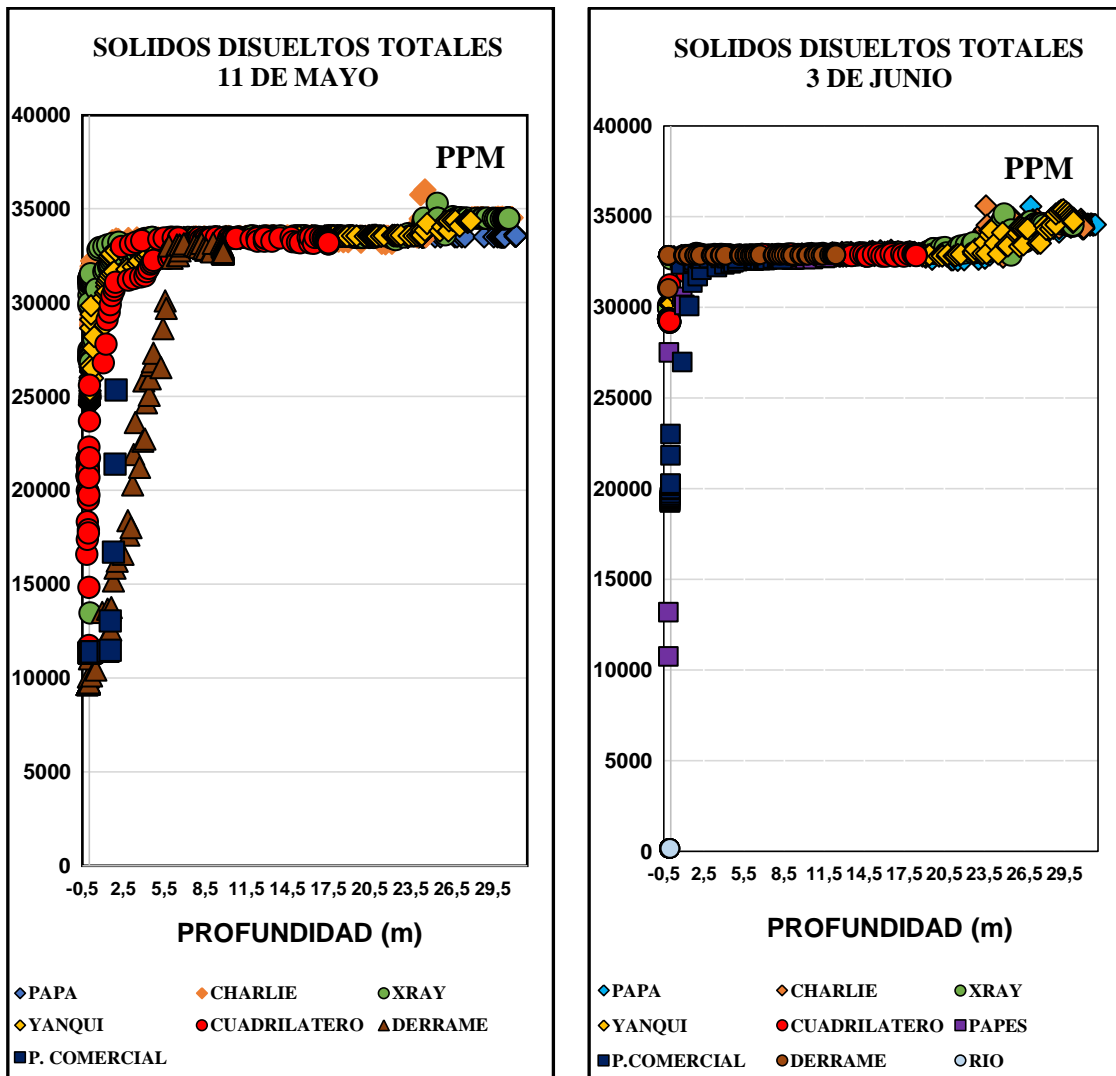 SOLIDOS DISUELTOS TOTALES
11 DE MAYO
PPM
40000
35000
30000
25000
20000
15000
10000
5000
0
-0,5 2,5 5,5 8,5 11,5 14,5 17,5 20,5 23,5 26,5 29,5
PROFUNDIDAD (m)
PAPA CHARLIE XRAY
YANQUI CUADRILATERO DERRAME
P. COMERCIAL
SOLIDOS DISUELTOS TOTALES
3 DE JUNIO
PPM
40000
35000
30000
25000
20000
15000
10000
5000
0
-0,5 2,5 5,5 8,5 11,5 14,5 17,5 20,5 23,5 26,5 29,5
PROFUNDIDAD (m)
PAPA CHARLIE XRAY
YANQUI CUADRILATERO PAPES
P.COMERCIAL DERRAME RIO